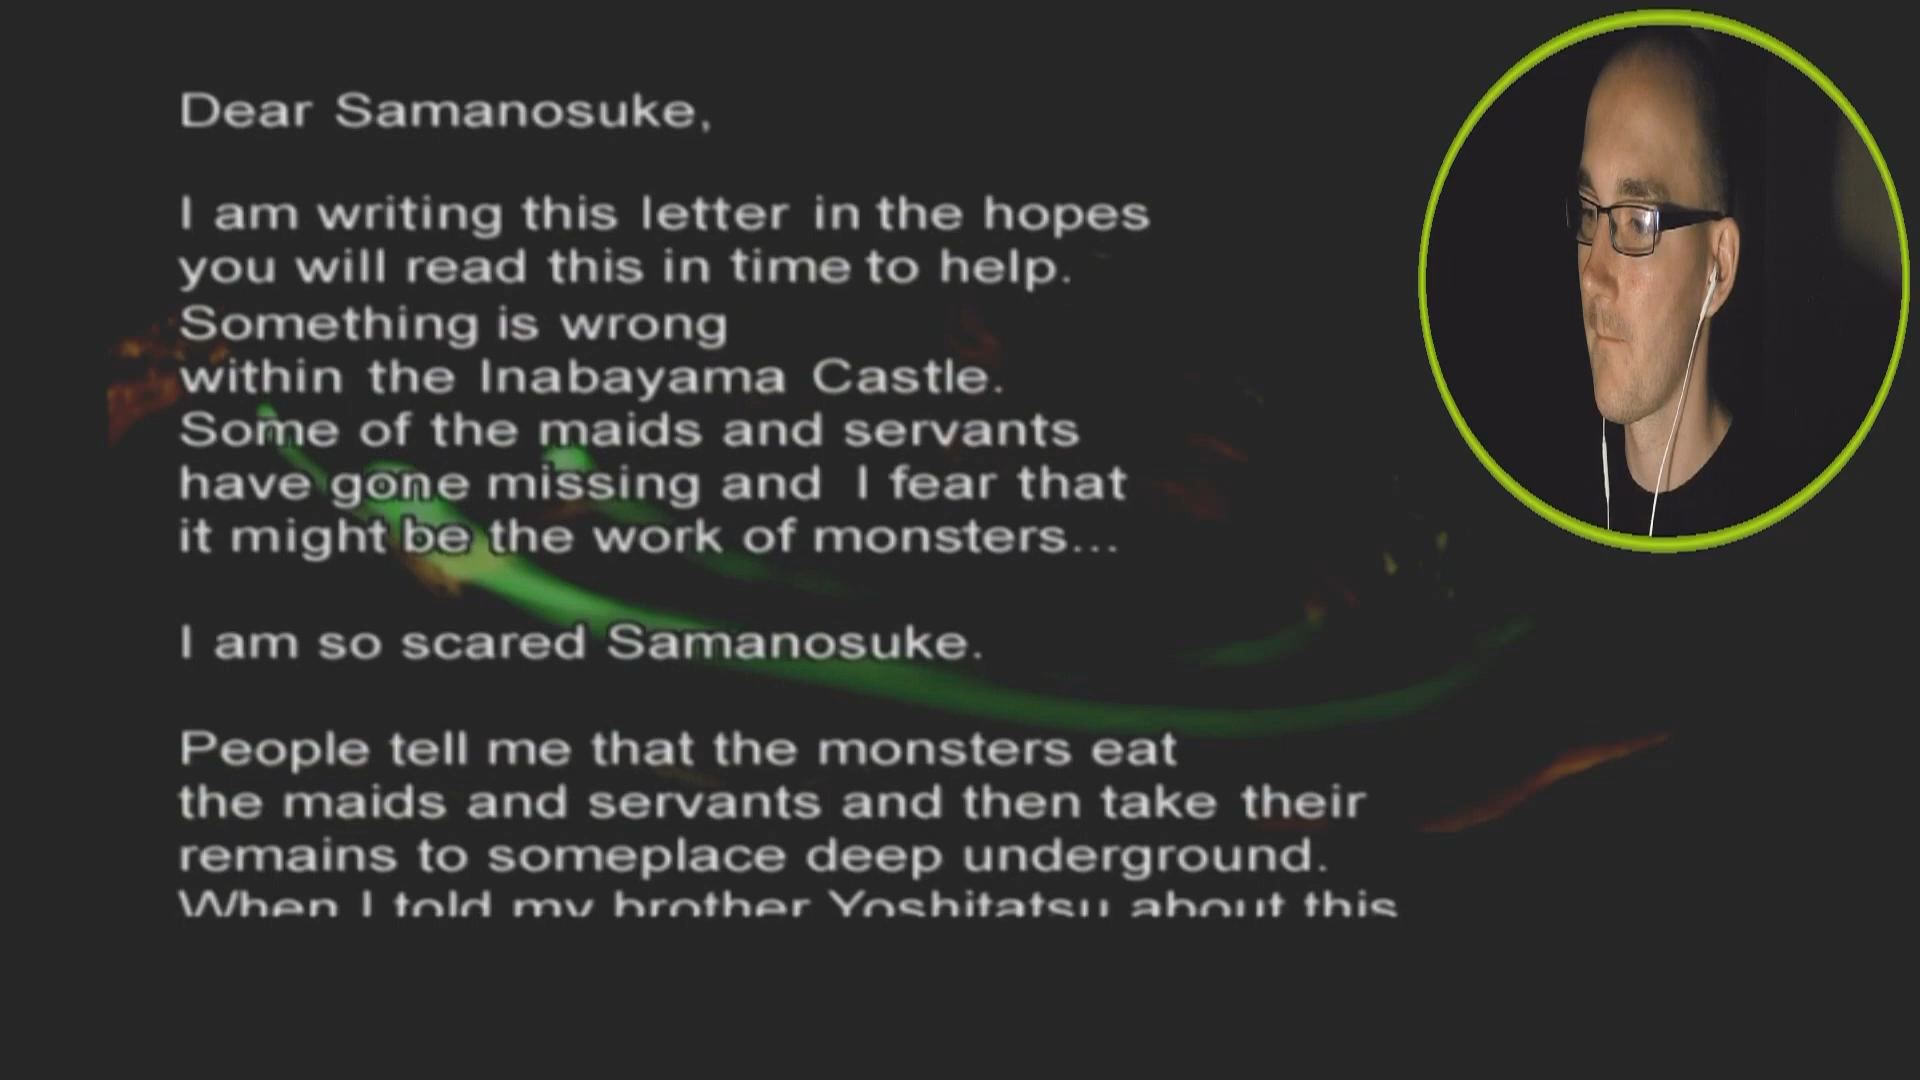 Dear Samanosuke,
I am writing this letter in the hopes
you will read this in time to help.
Something is wrong
within the Inabayama Castle.
Some of the maids and servants
have gone missing and I fear that
it might be the work of monsters...
I am so scared Samanosuke.
People tell me that the monsters eat
the maids and servants and then take their
remains to someplace deep underground.
When I told my brother Yoshitatsu about this